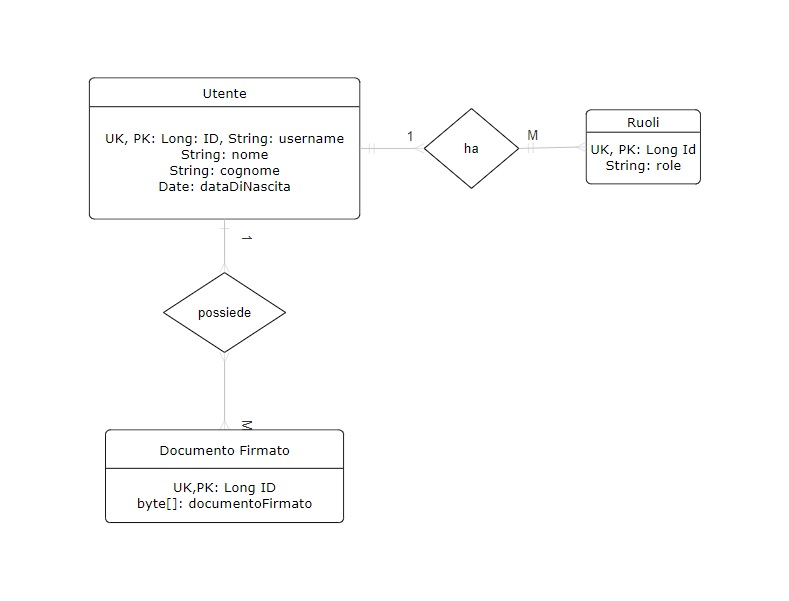 Utente
UK, PK: Long: ID, String: username
String: nome
String: cognome
Date: dataDiNascita
1
ha
M
Ruoli
UK, PK: Long Id
String: role
1
possiede
M
Documento Firmato
UK,PK: Long ID
byte[]: documentoFirmato